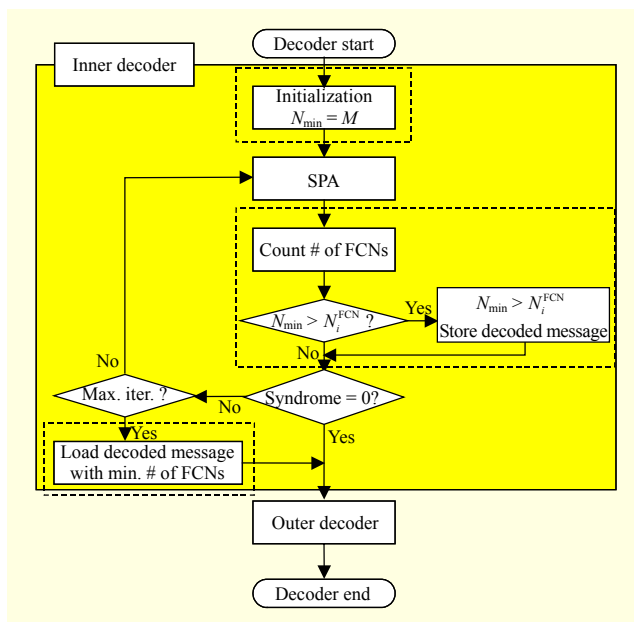 Decoder start
Inner decoder
Initialization
N_min = M
SPA
Count # of FCNs
N_min > N_i^FCN ?
Yes
N_min > N_i^FCN
Store decoded message
No
No
Max. iter. ?
No
Syndrome = 0?
Yes
Yes
Load decoded message
with min. # of FCNs
Outer decoder
Decoder end